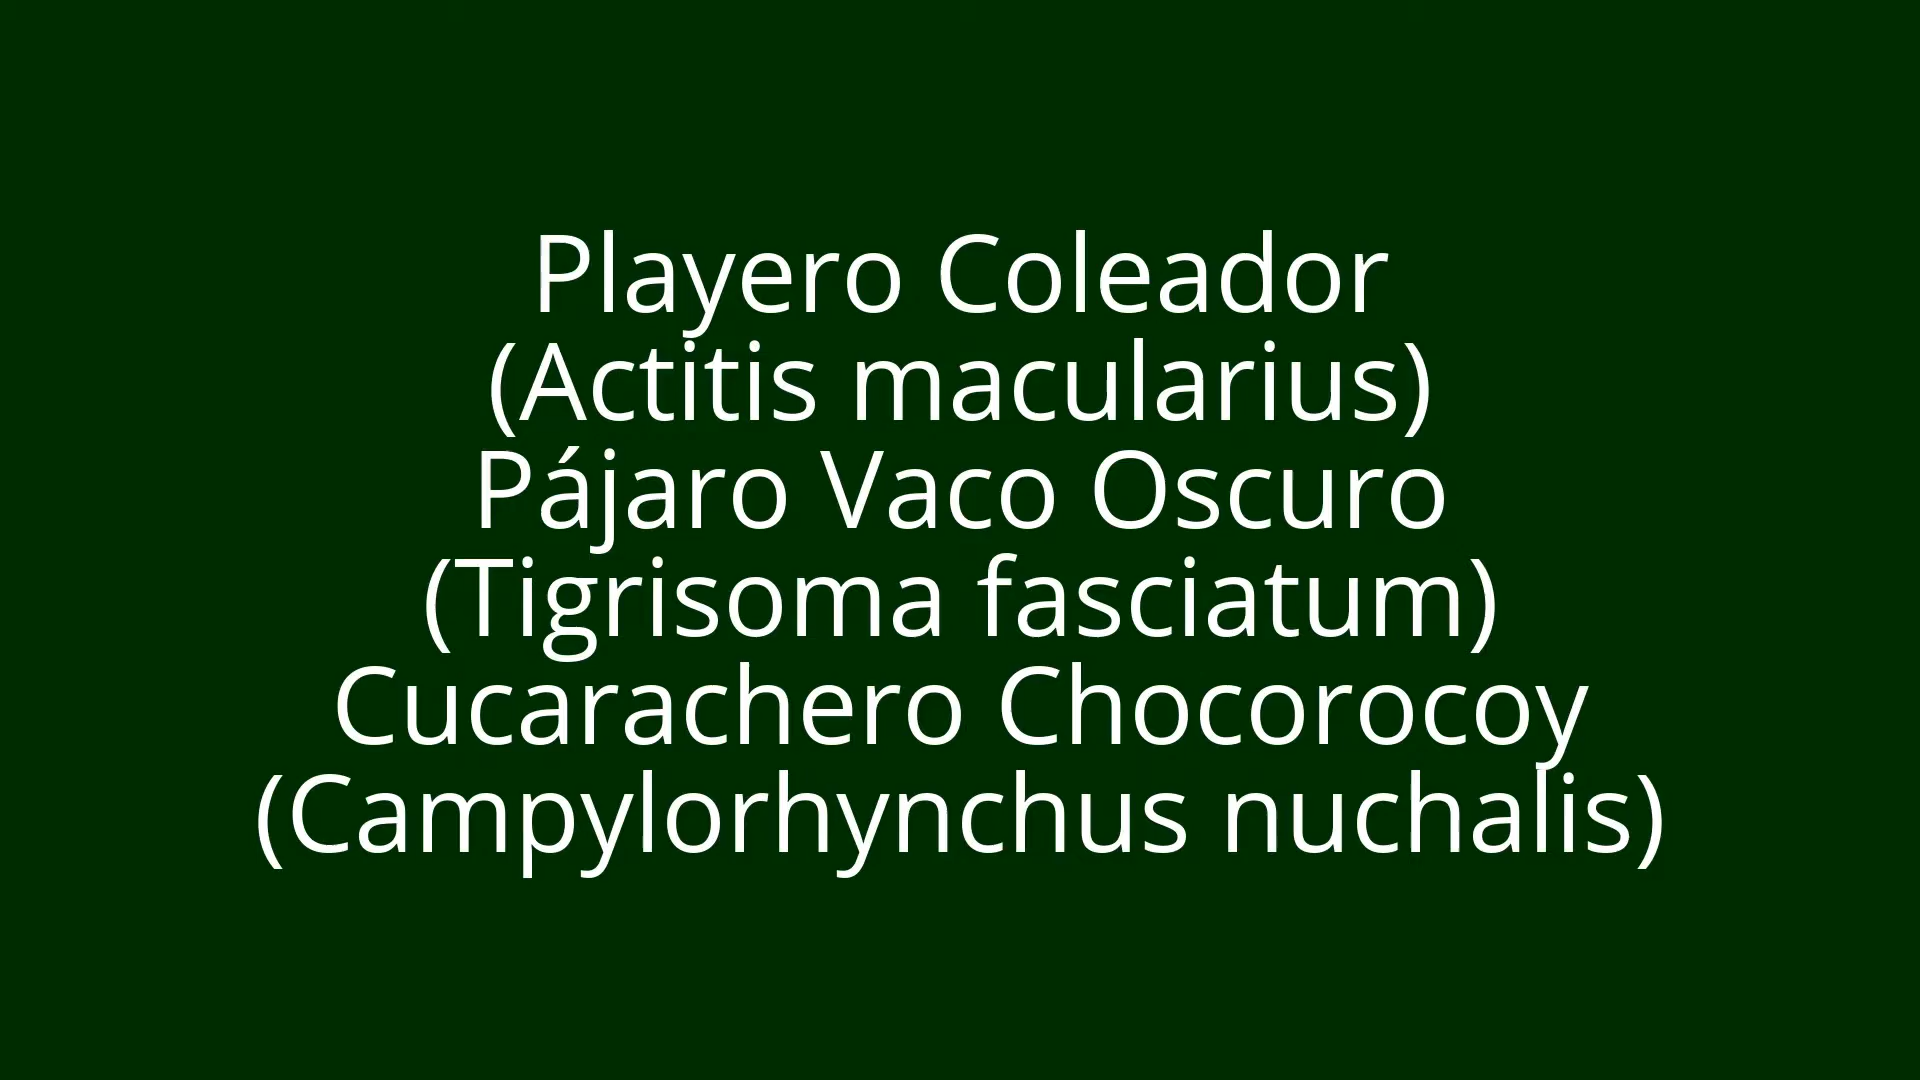 Playero Coleador
(Actitis macularius)
Pájaro Vaco Oscuro
(Tigrisoma fasciatum)
Cucarachero Chocorocoy
(Campylorhynchus nuchalis)